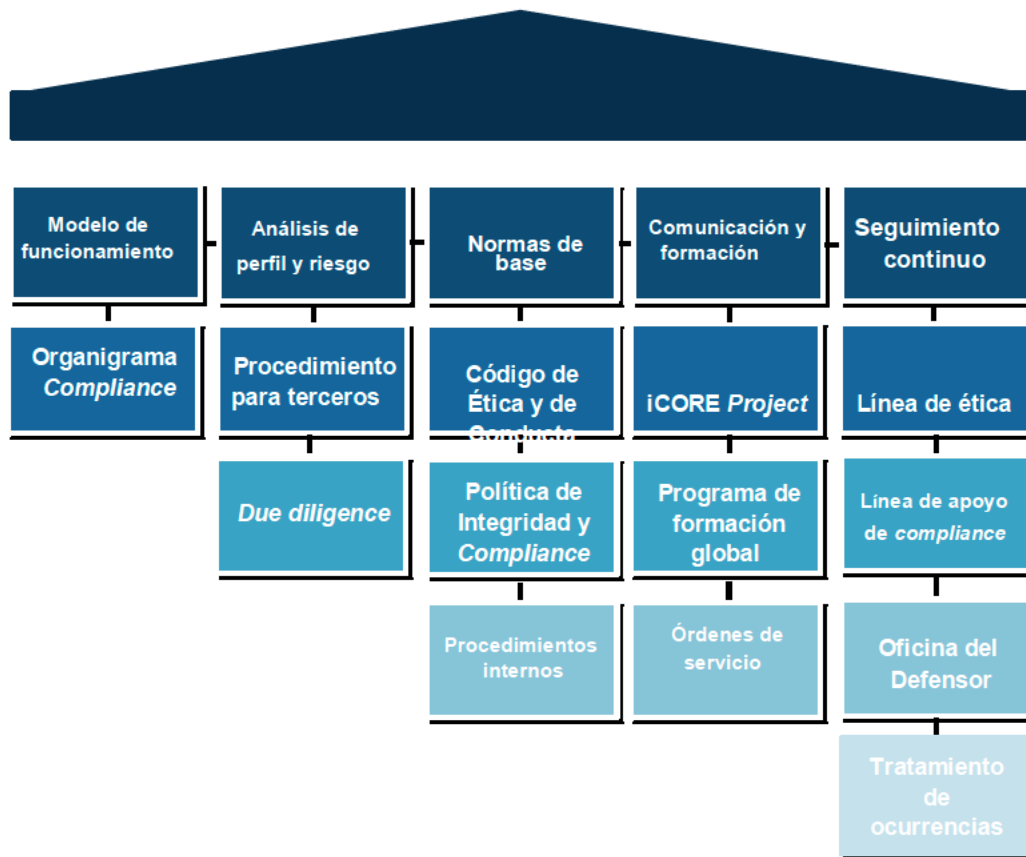 Modelo de
funcionamiento
Análisis de
perfil y riesgo
Normas de
base
Comunicación y
formación
Seguimiento
continuo
Organigrama
Compliance
Procedimiento
para terceros
Código de
Ética y de
Conducta
iCORE Project
Línea de ética
Due diligence
Política de
Integridad y
Compliance
Programa de
formación
global
Línea de apoyo
de compliance
Procedimientos
internos
Órdenes de
servicio
Oficina del
Defensor
Tratamiento
de
ocurrencias